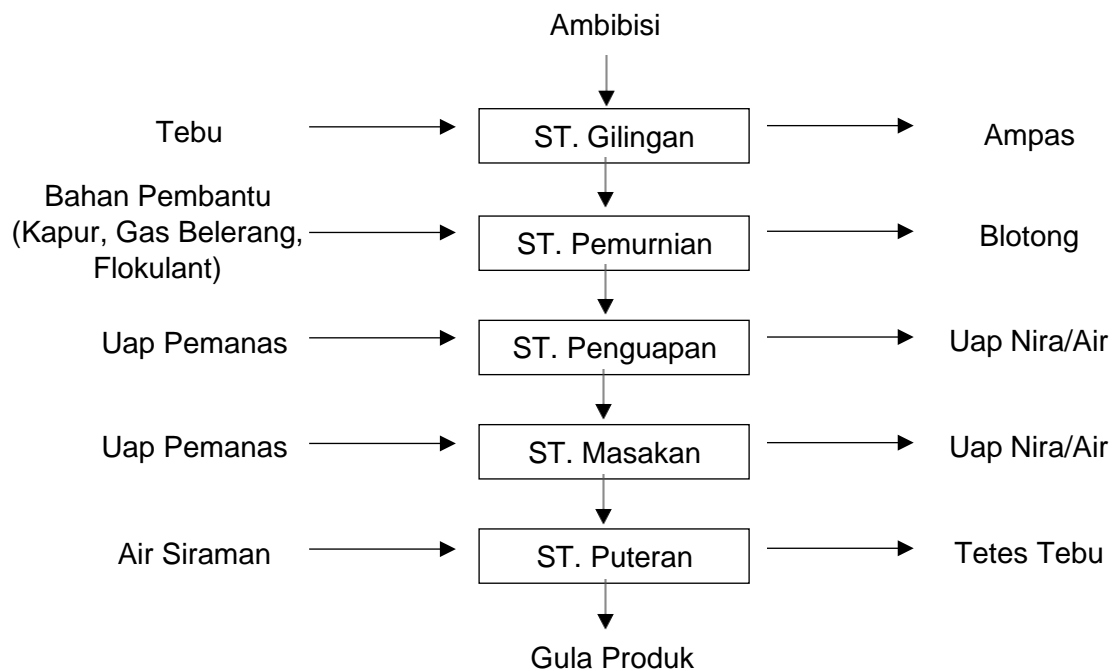 Ambibisi
Tebu
ST. Gilingan
Ampas
Bahan Pembantu
(Kapur, Gas Belerang,
Flokulant)
ST. Pemurnian
Blotong
Uap Pemanas
ST. Penguapan
Uap Nira/Air
Uap Pemanas
ST. Masakan
Uap Nira/Air
Air Siraman
ST. Puteran
Tetes Tebu
Gula Produk